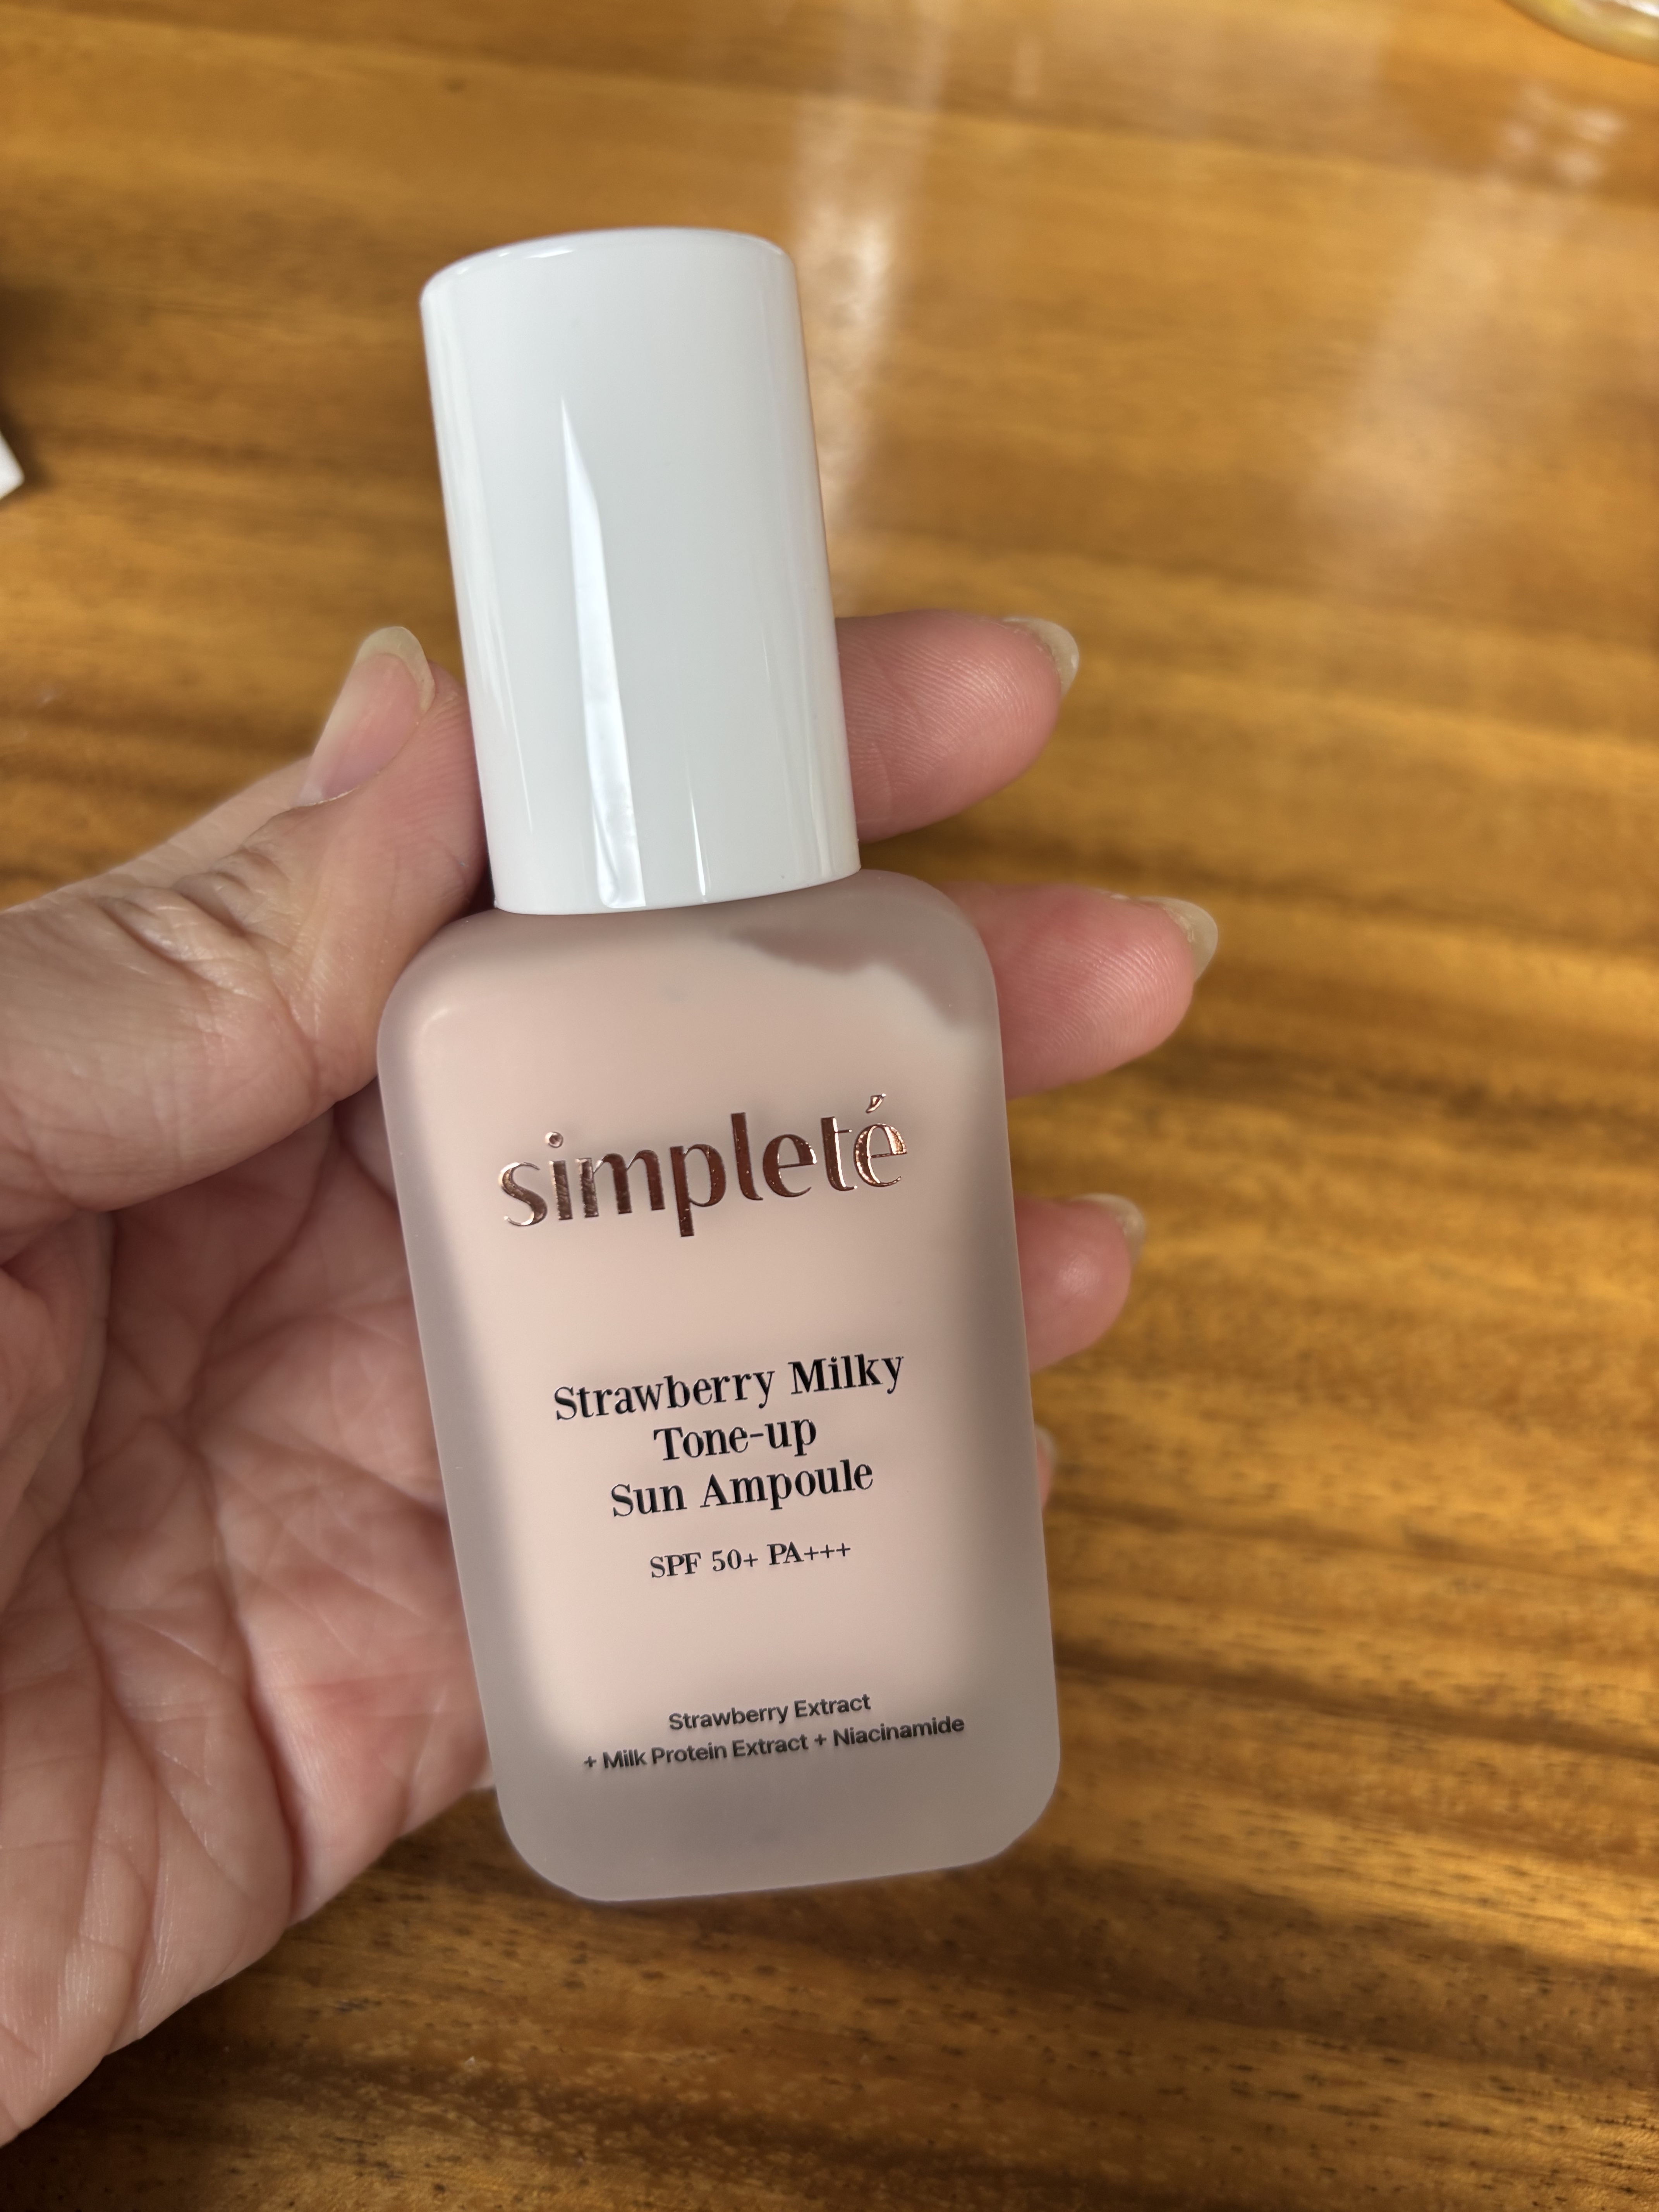 simpleté
Strawberry Milky
Tone-up
Sun Ampoule
SPF 50+ PA+++
Strawberry Extract
+ Milk Protein Extract + Niacinamide